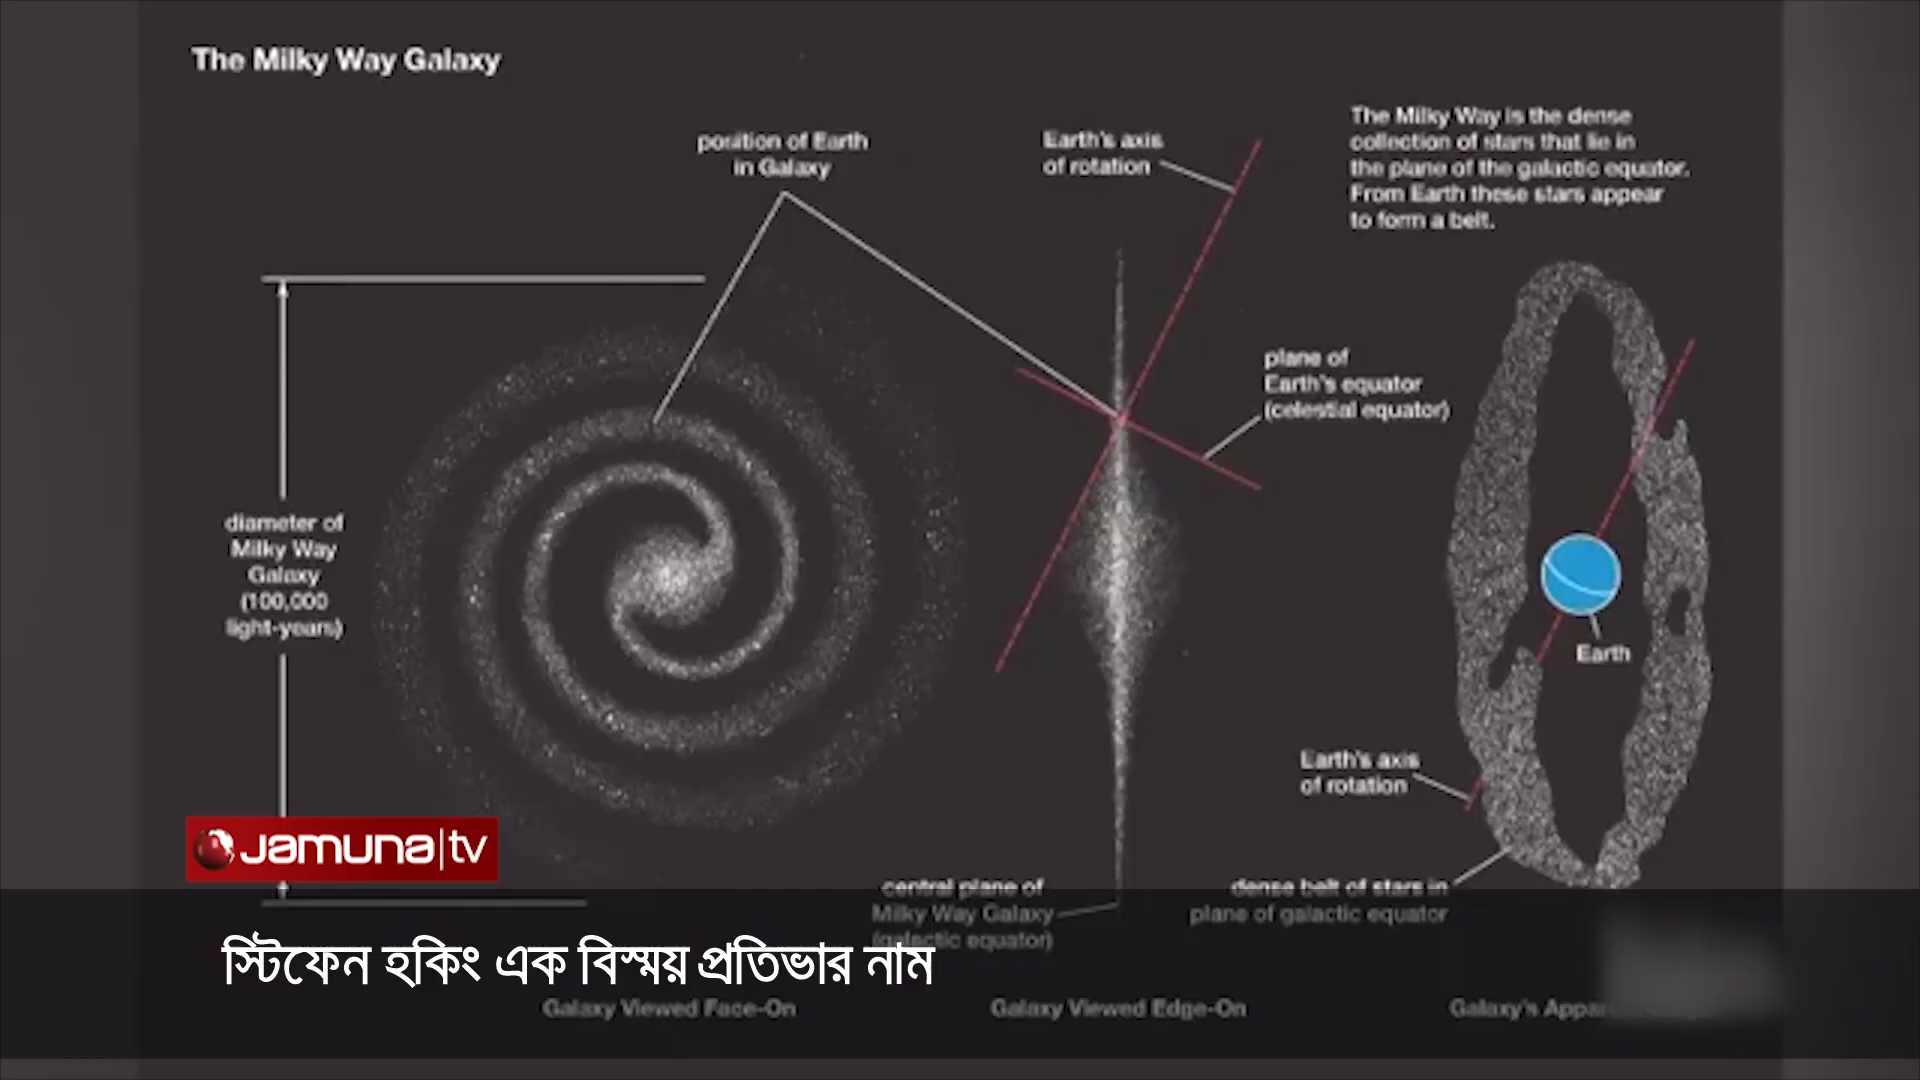 The Milky Way Galaxy
position of Earth
in Galaxy
Earth's axis
of rotation
The Milky Way is the dense
collection of stars that lie in
the plane of the galactic equator.
From Earth these stars appear
to form a belt.
plane of
Earth's equator
(celestial equator)
diameter of
Milky Way
Galaxy
(100,000
light-years)
Earth
Earth's axis
of rotation
Jamuna|tv
central plane of
Milky Way Galaxy
(galactic equator)
dense belt of stars in
plane of galactic equator
স্টিফেন হকিং এক বিস্ময় প্রতিভার নাম
Galaxy Viewed Face-On
Galaxy Viewed Edge-On
Galaxy's